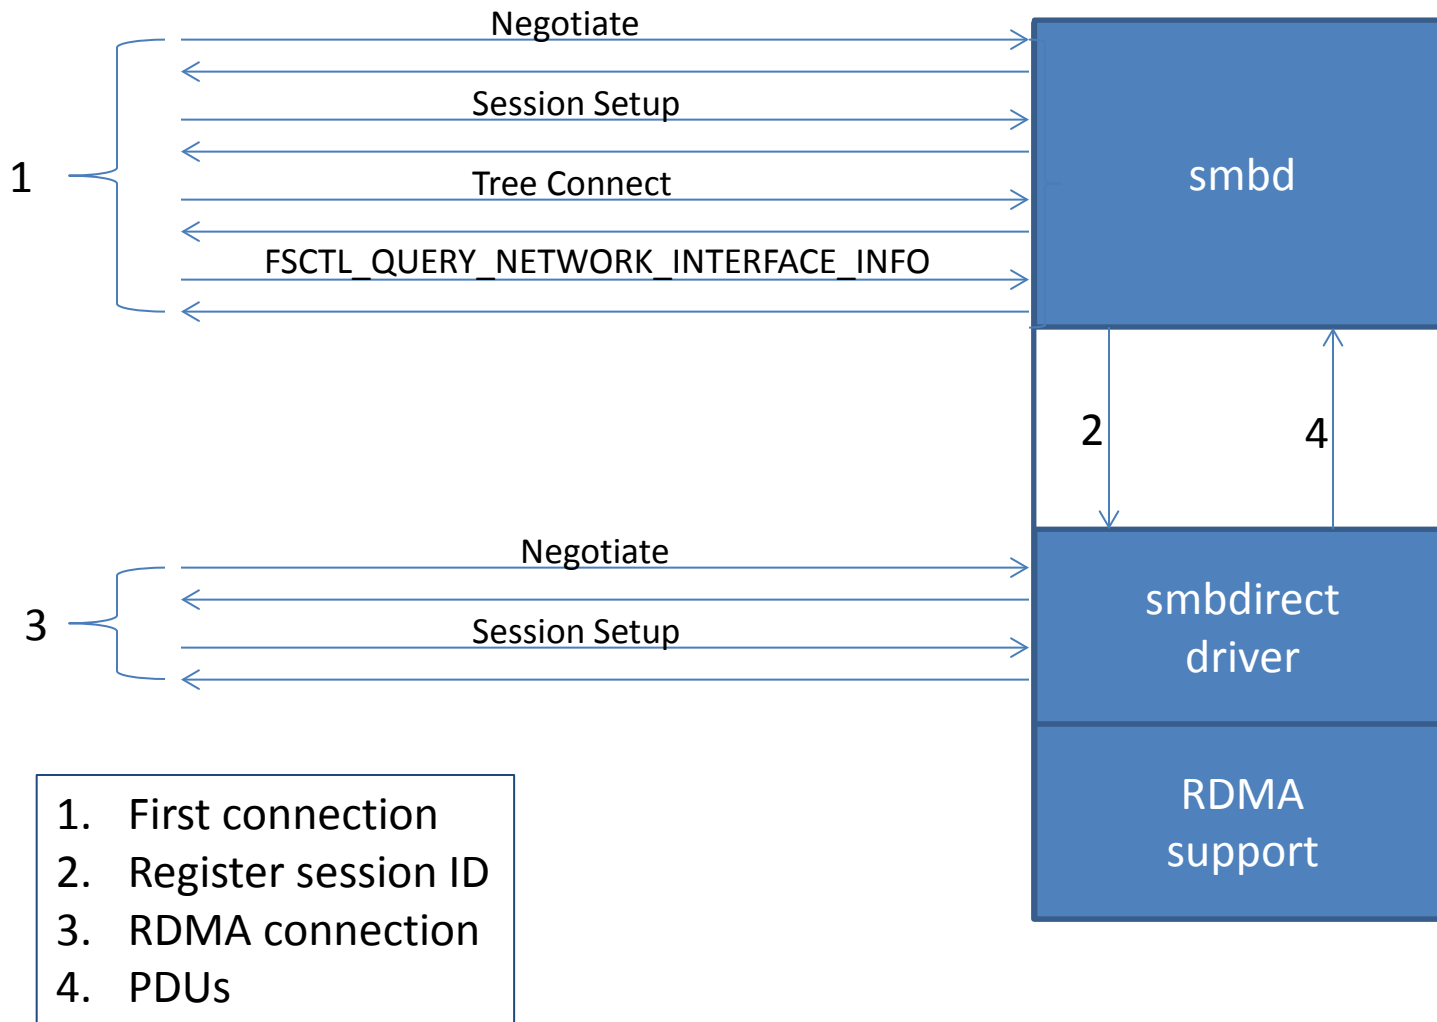 Negotiate
Session Setup
1
Tree Connect
smbd
FSCTL_QUERY_NETWORK_INTERFACE_INFO
2
4
Negotiate
3
Session Setup
smbdirect
driver
RDMA
support
1. First connection
2. Register session ID
3. RDMA connection
4. PDUs